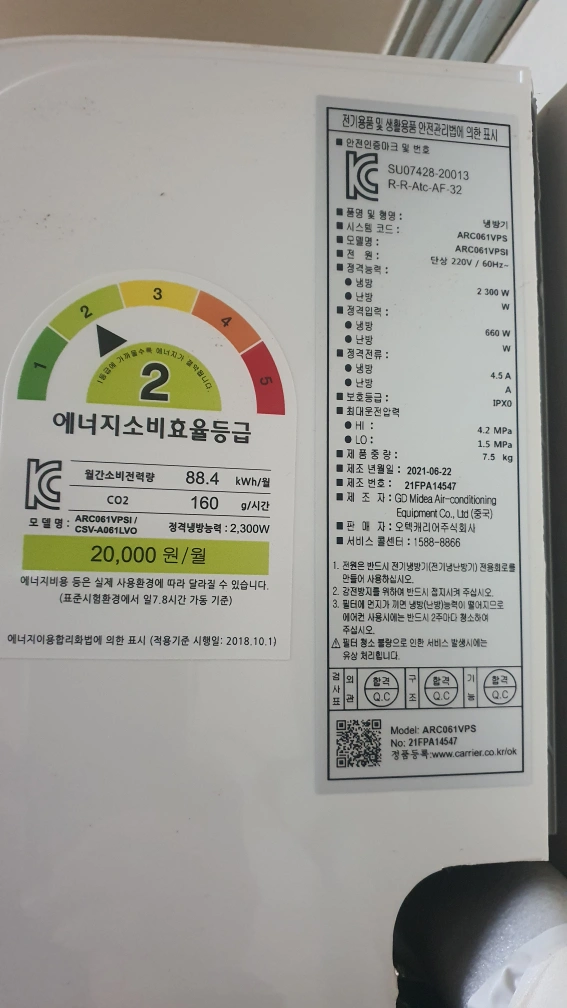 1
2
3
4
5
1등급에 가까울수록 에너지가 절약됩니다.
2
에너지소비효율등급
월간소비전력량 88.4 kWh/월
CO2 160 g/시간
모 델 명 : ARC061VPSI / CSV-A061LVO
정격냉방능력 : 2,300W
20,000 원/월
에너지비용 등은 실제 사용환경에 따라 달라질 수 있습니다.
(표준시험환경에서 일7.8시간 가동 기준)
에너지이용합리화법에 의한 표시 (적용기준 시행일: 2018.10.1)
전기용품 및 생활용품 안전관리법에 의한 표시
■ 안전인증마크 및 번호
SU07428-20013
R-R-Atc-AF-32
■ 품명 및 형명 : 냉방기
■ 시스템 코드 : ARC061VPS
■ 모델명 : ARC061VPSI
■ 전 원 : 단상 220V / 60Hz~
■ 정격능력 :
● 냉방 2 300 W
● 난방 W
■ 정격입력 :
● 냉방 660 W
● 난방 W
■ 정격전류 :
● 냉방 4.5 A
● 난방 A
■ 보호등급 : IPX0
■ 최대운전압력
● HI : 4.2 MPa
● LO : 1.5 MPa
■ 제 품 중 량 : 7.5 kg
■ 제조 년월일 : 2021-06-22
■ 제조 번호 : 21FPA14547
■ 제 조 자 : GD Midea Air-conditioning
Equipment Co., Ltd (중국)
■ 판 매 자 : 오텍캐리어주식회사
■ 서비스 콜센터 : 1588-8866
1. 전원은 반드시 전기냉방기(전기냉난방기) 전용회로를
만들어 사용하십시오.
2. 감전방지를 위하여 반드시 접지시켜 주십시오.
3. 필터에 먼지가 끼면 냉방(난방)능력이 떨어지므로
에어컨 사용시에는 반드시 2주마다 청소하여
주십시오.
⚠ 필터 청소 불량으로 인한 서비스 발생시에는
유상 처리됩니다.
검사표 외관 합격 Q.C 구조 합격 Q.C 기능 합격 Q.C
Model: ARC061VPS
No: 21FPA14547
정품등록:www.carrier.co.kr/ok